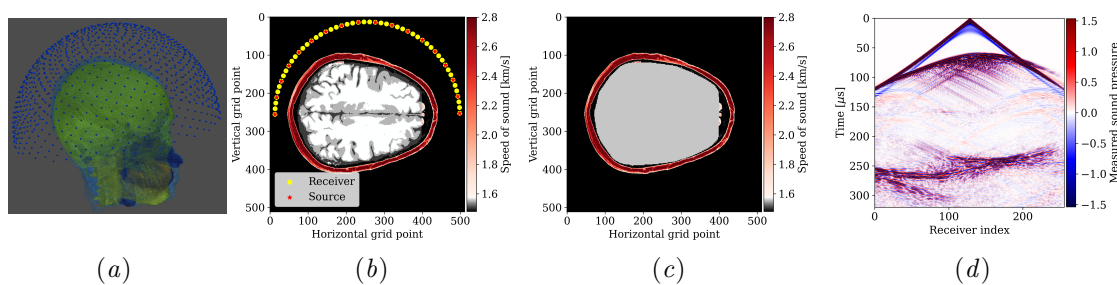 0
100
200
300
400
500
Vertical grid point
0 100 200 300 400 500
Horizontal grid point
Receiver
Source
2.8
2.6
2.4
2.2
2.0
1.8
1.6
Speed of sound [km/s]
0
100
200
300
400
500
Vertical grid point
0 100 200 300 400 500
Horizontal grid point
2.8
2.6
2.4
2.2
2.0
1.8
1.6
Speed of sound [km/s]
0
50
100
150
200
250
300
Time [μs]
0 100 200
Receiver index
1.5
1.0
0.5
0.0
−0.5
−1.0
−1.5
Measured sound pressure
(a) (b) (c) (d)